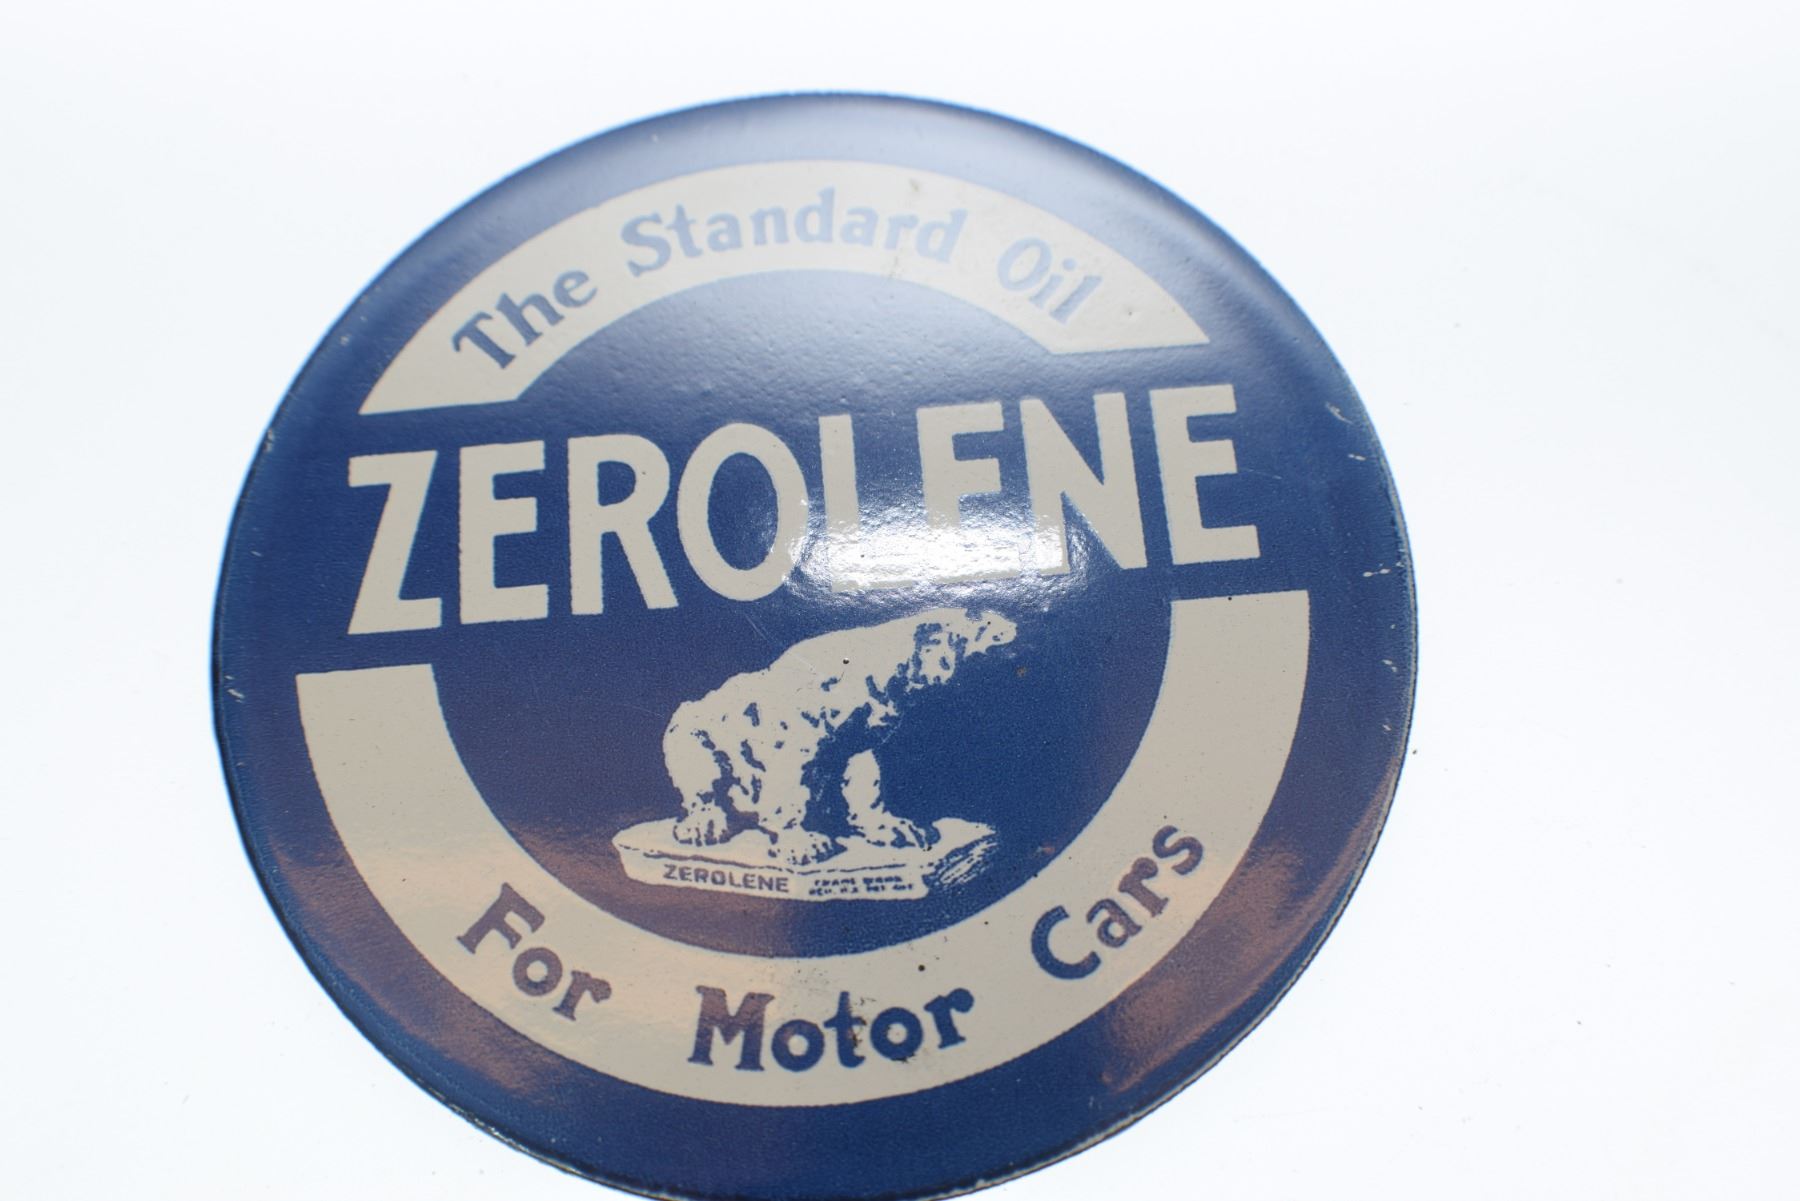 The Standard Oil
ZEROLENE
ZEROLENE
For Motor Cars